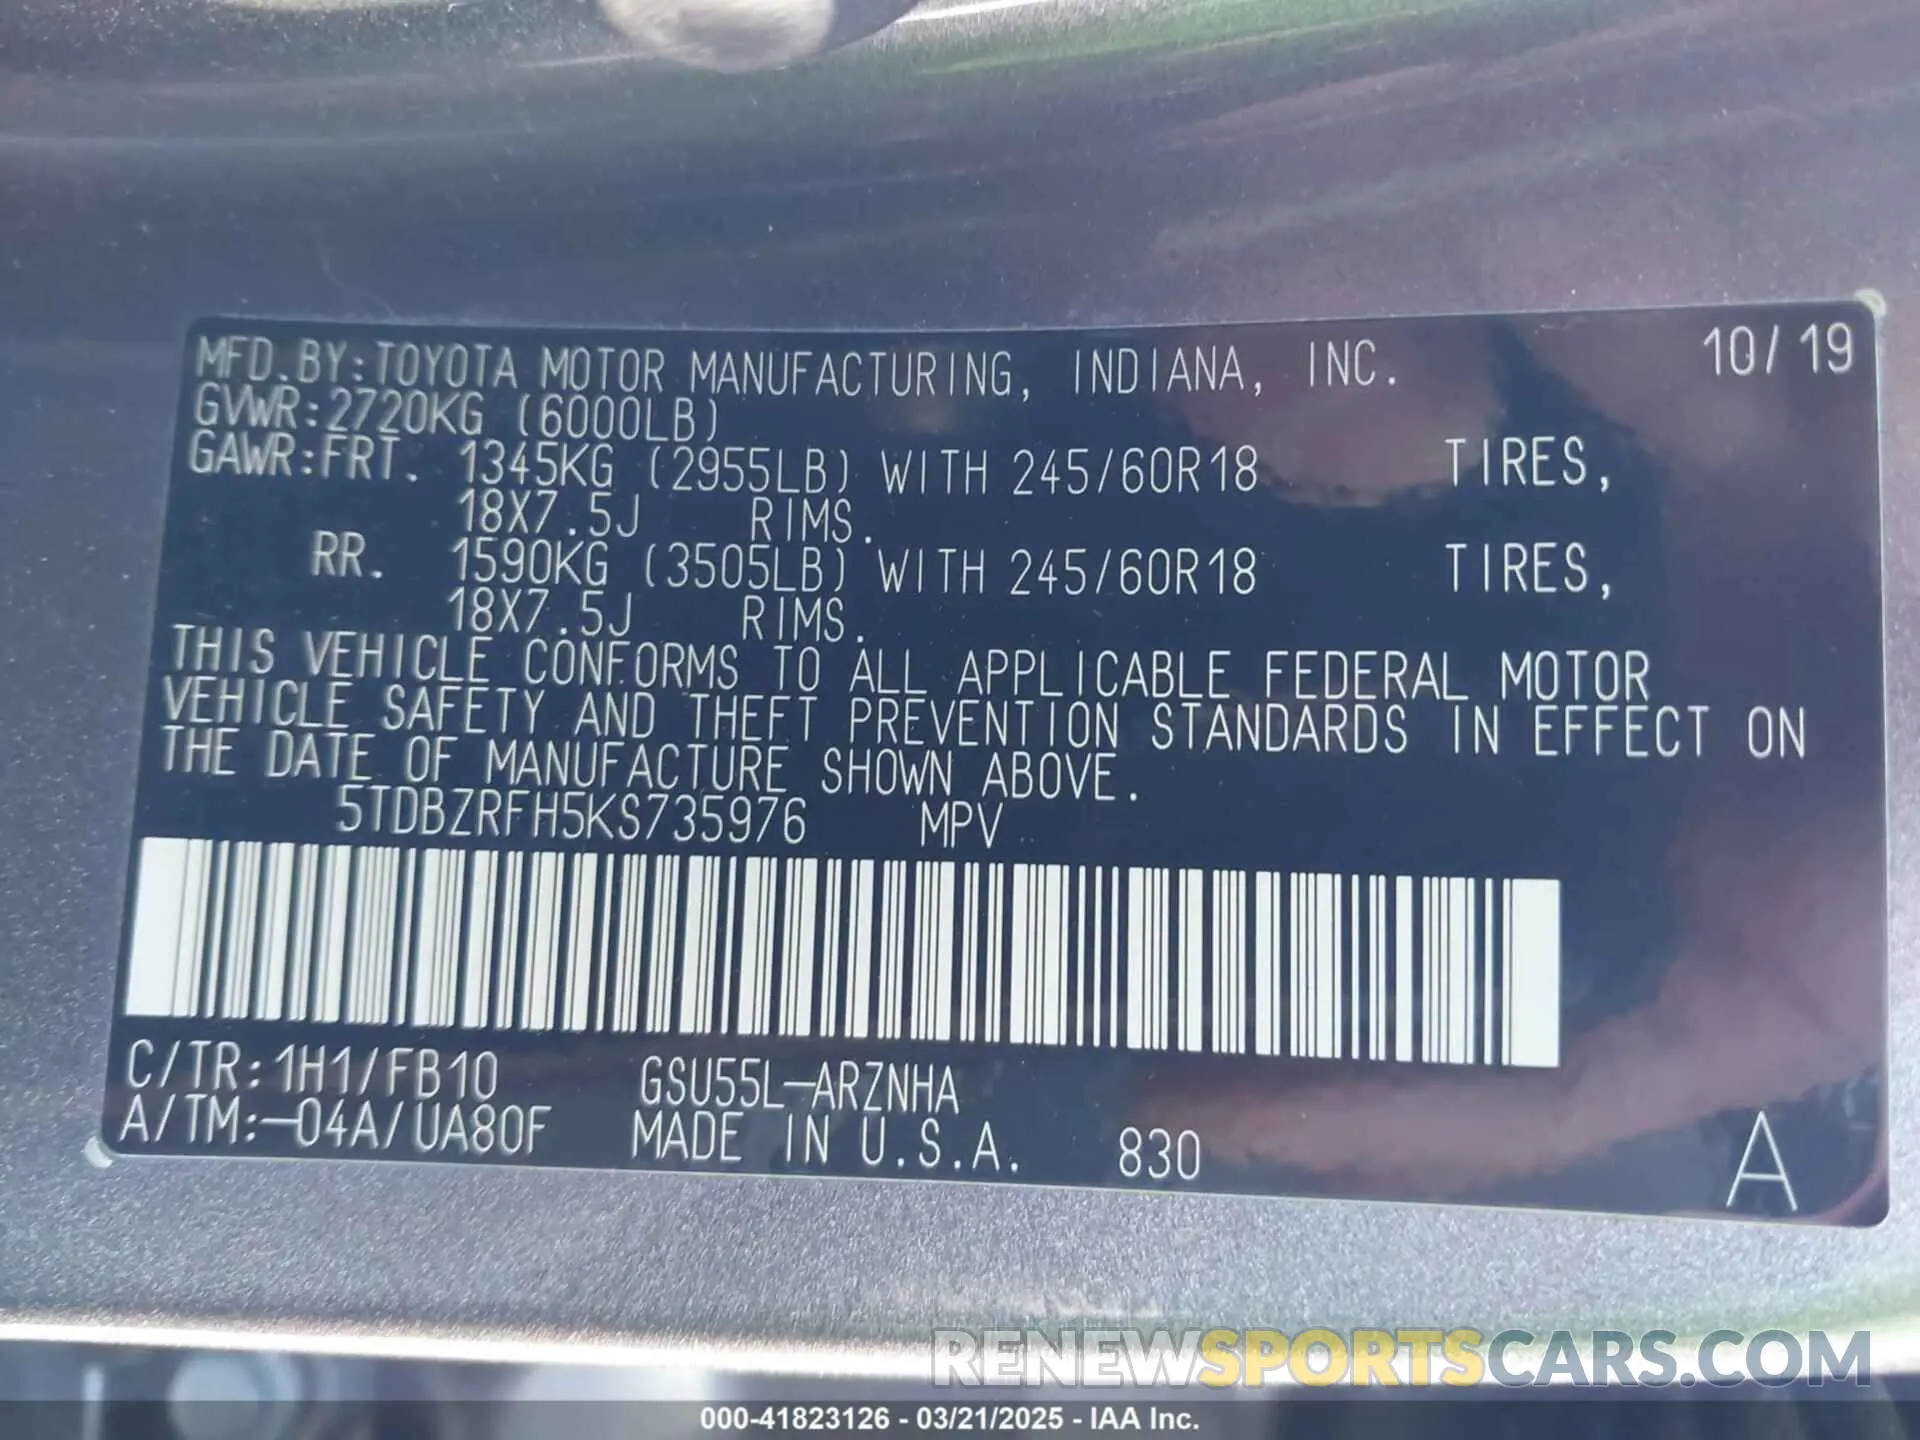 MFD.BY:TOYOTA MOTOR MANUFACTURING, INDIANA, INC. 10/19
GVWR:2720KG (6000LB)
GAWR:FRT. 1345KG (2955LB) WITH 245/60R18 TIRES,
18X7.5J RIMS.
RR. 1590KG (3505LB) WITH 245/60R18 TIRES,
18X7.5J RIMS.
THIS VEHICLE CONFORMS TO ALL APPLICABLE FEDERAL MOTOR
VEHICLE SAFETY AND THEFT PREVENTION STANDARDS IN EFFECT ON
THE DATE OF MANUFACTURE SHOWN ABOVE.
5TDBZRFH5KS735976 MPV
C/TR:1H1/FB10 GSU55L-ARZNHA
A/TM:-04A/UA80F MADE IN U.S.A. 830 A
RENEWSPORTSCARS.COM
000-41823126 - 03/21/2025 - IAA Inc.